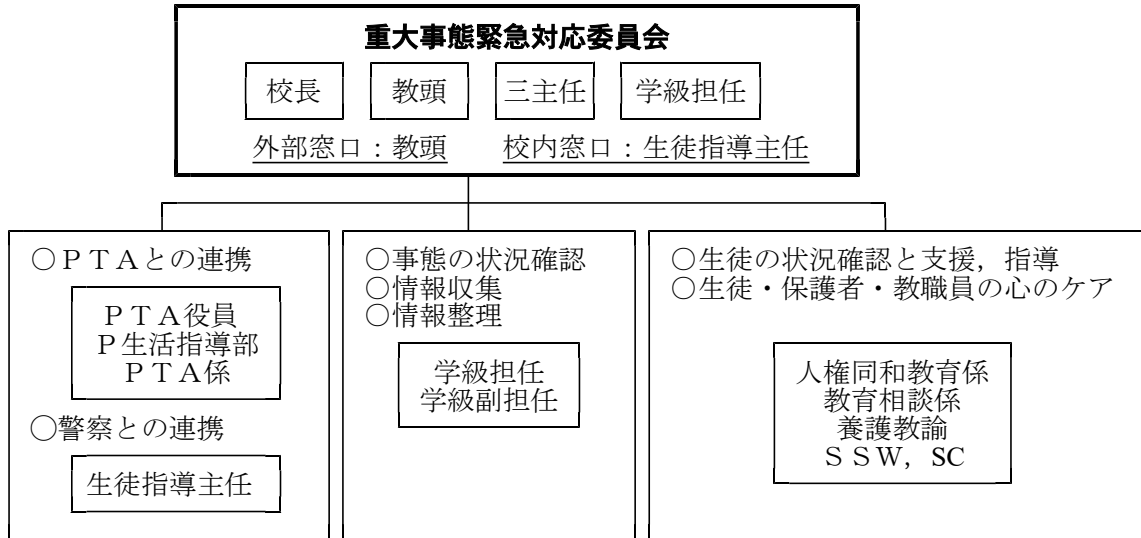 重大事態緊急対応委員会
校長 教頭 三主任 学級担任
外部窓口：教頭 校内窓口：生徒指導主任
○ＰＴＡとの連携
ＰＴＡ役員
Ｐ生活指導部
ＰＴＡ係
○警察との連携
生徒指導主任
○事態の状況確認
○情報収集
○情報整理
学級担任
学級副担任
○生徒の状況確認と支援，指導
○生徒・保護者・教職員の心のケア
人権同和教育係
教育相談係
養護教諭
ＳＳＷ，SC